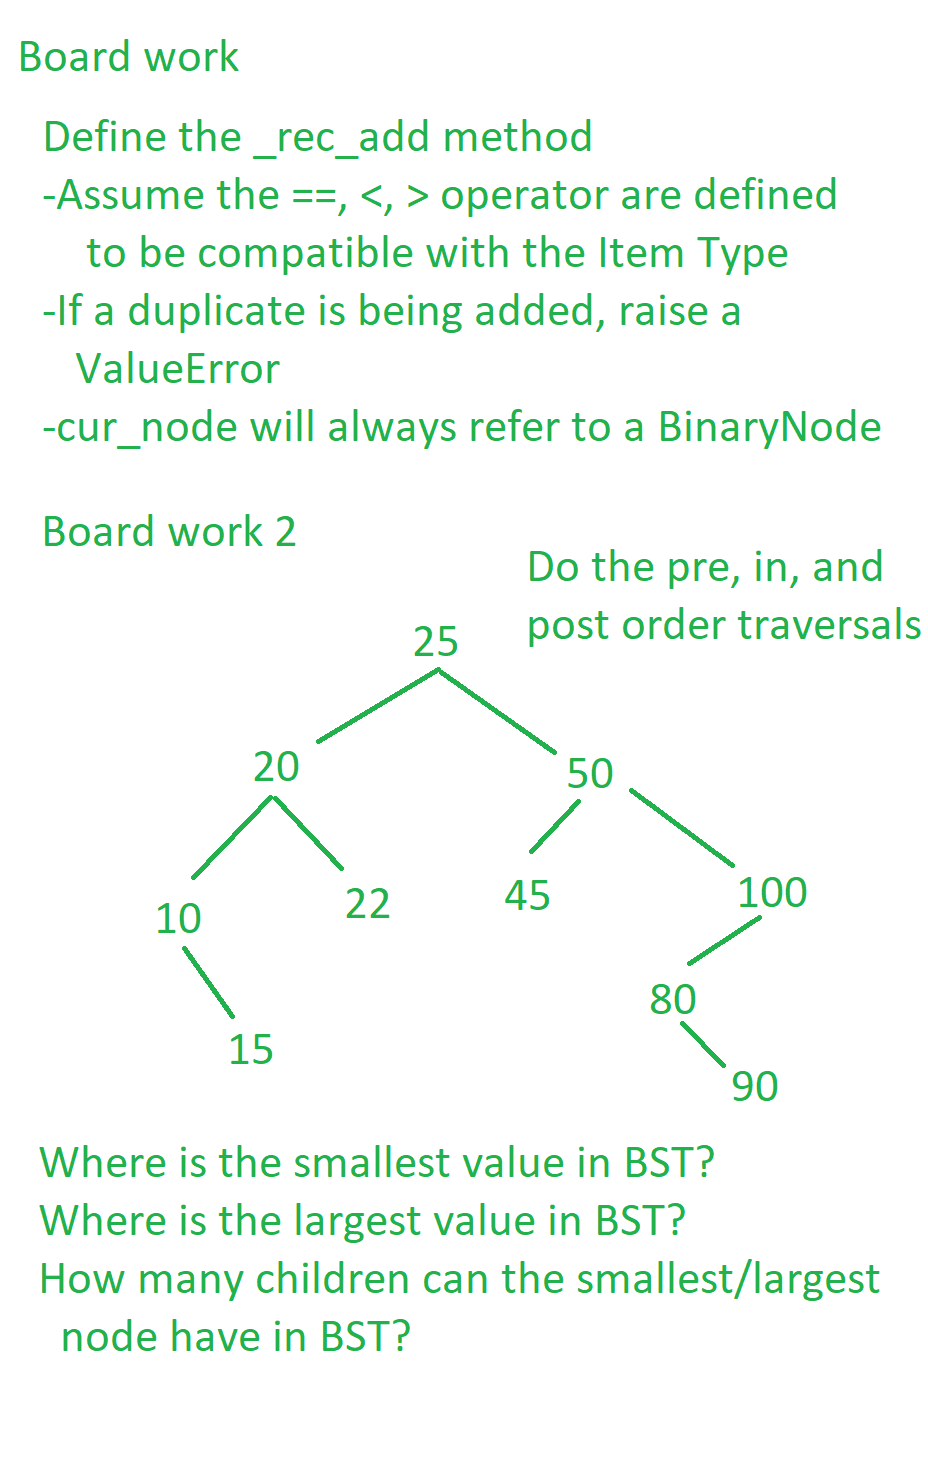 Board work
Define the _rec_add method
-Assume the ==, <, > operator are defined
to be compatible with the Item Type
-If a duplicate is being added, raise a
ValueError
-cur_node will always refer to a BinaryNode
Board work 2
Do the pre, in, and
post order traversals
25
20
50
10
22
45
100
15
80
90
Where is the smallest value in BST?
Where is the largest value in BST?
How many children can the smallest/largest
node have in BST?